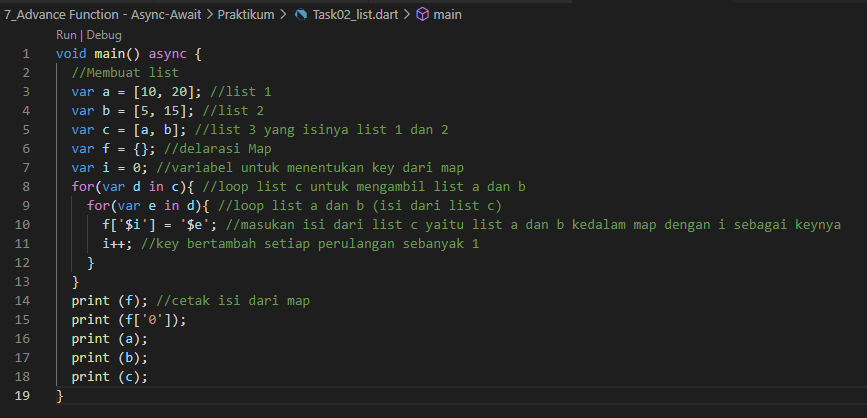 7_Advance Function - Async-Await > Praktikum > Task02_list.dart > main
Run | Debug
1 void main() async {
2 //Membuat list
3 var a = [10, 20]; //list 1
4 var b = [5, 15]; //list 2
5 var c = [a, b]; //list 3 yang isinya list 1 dan 2
6 var f = {}; //delarasi Map
7 var i = 0; //variabel untuk menentukan key dari map
8 for(var d in c){ //loop list c untuk mengambil list a dan b
9 for(var e in d){ //loop list a dan b (isi dari list c)
10 f['$i'] = '$e'; //masukan isi dari list c yaitu list a dan b kedalam map dengan i sebagai keynya
11 i++; //key bertambah setiap perulangan sebanyak 1
12 }
13 }
14 print (f); //cetak isi dari map
15 print (f['0']);
16 print (a);
17 print (b);
18 print (c);
19 }